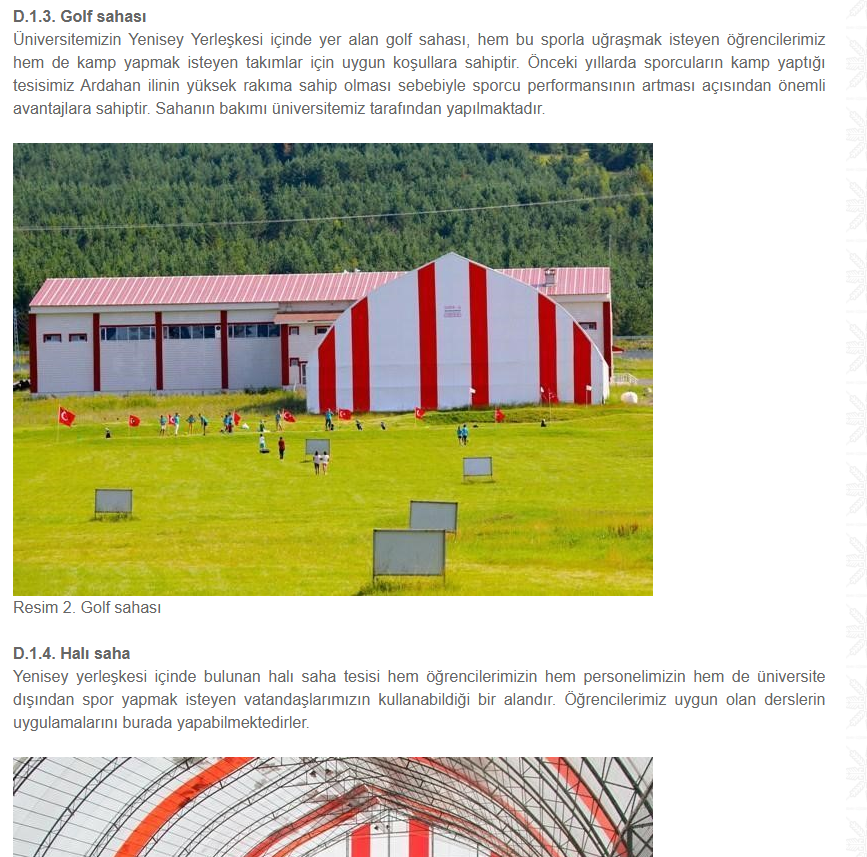 D.1.3. Golf sahası
Üniversitemizin Yenisey Yerleşkesi içinde yer alan golf sahası, hem bu sporla uğraşmak isteyen öğrencilerimiz
hem de kamp yapmak isteyen takımlar için uygun koşullara sahiptir. Önceki yıllarda sporcuların kamp yaptığı
tesisimiz Ardahan ilinin yüksek rakıma sahip olması sebebiyle sporcu performansının artması açısından önemli
avantajlara sahiptir. Sahanın bakımı üniversitemiz tarafından yapılmaktadır.
Resim 2. Golf sahası
D.1.4. Halı saha
Yenisey yerleşkesi içinde bulunan halı saha tesisi hem öğrencilerimizin hem personelimizin hem de üniversite
dışından spor yapmak isteyen vatandaşlarımızın kullanabildiği bir alandır. Öğrencilerimiz uygun olan derslerin
uygulamalarını burada yapabilmektedirler.